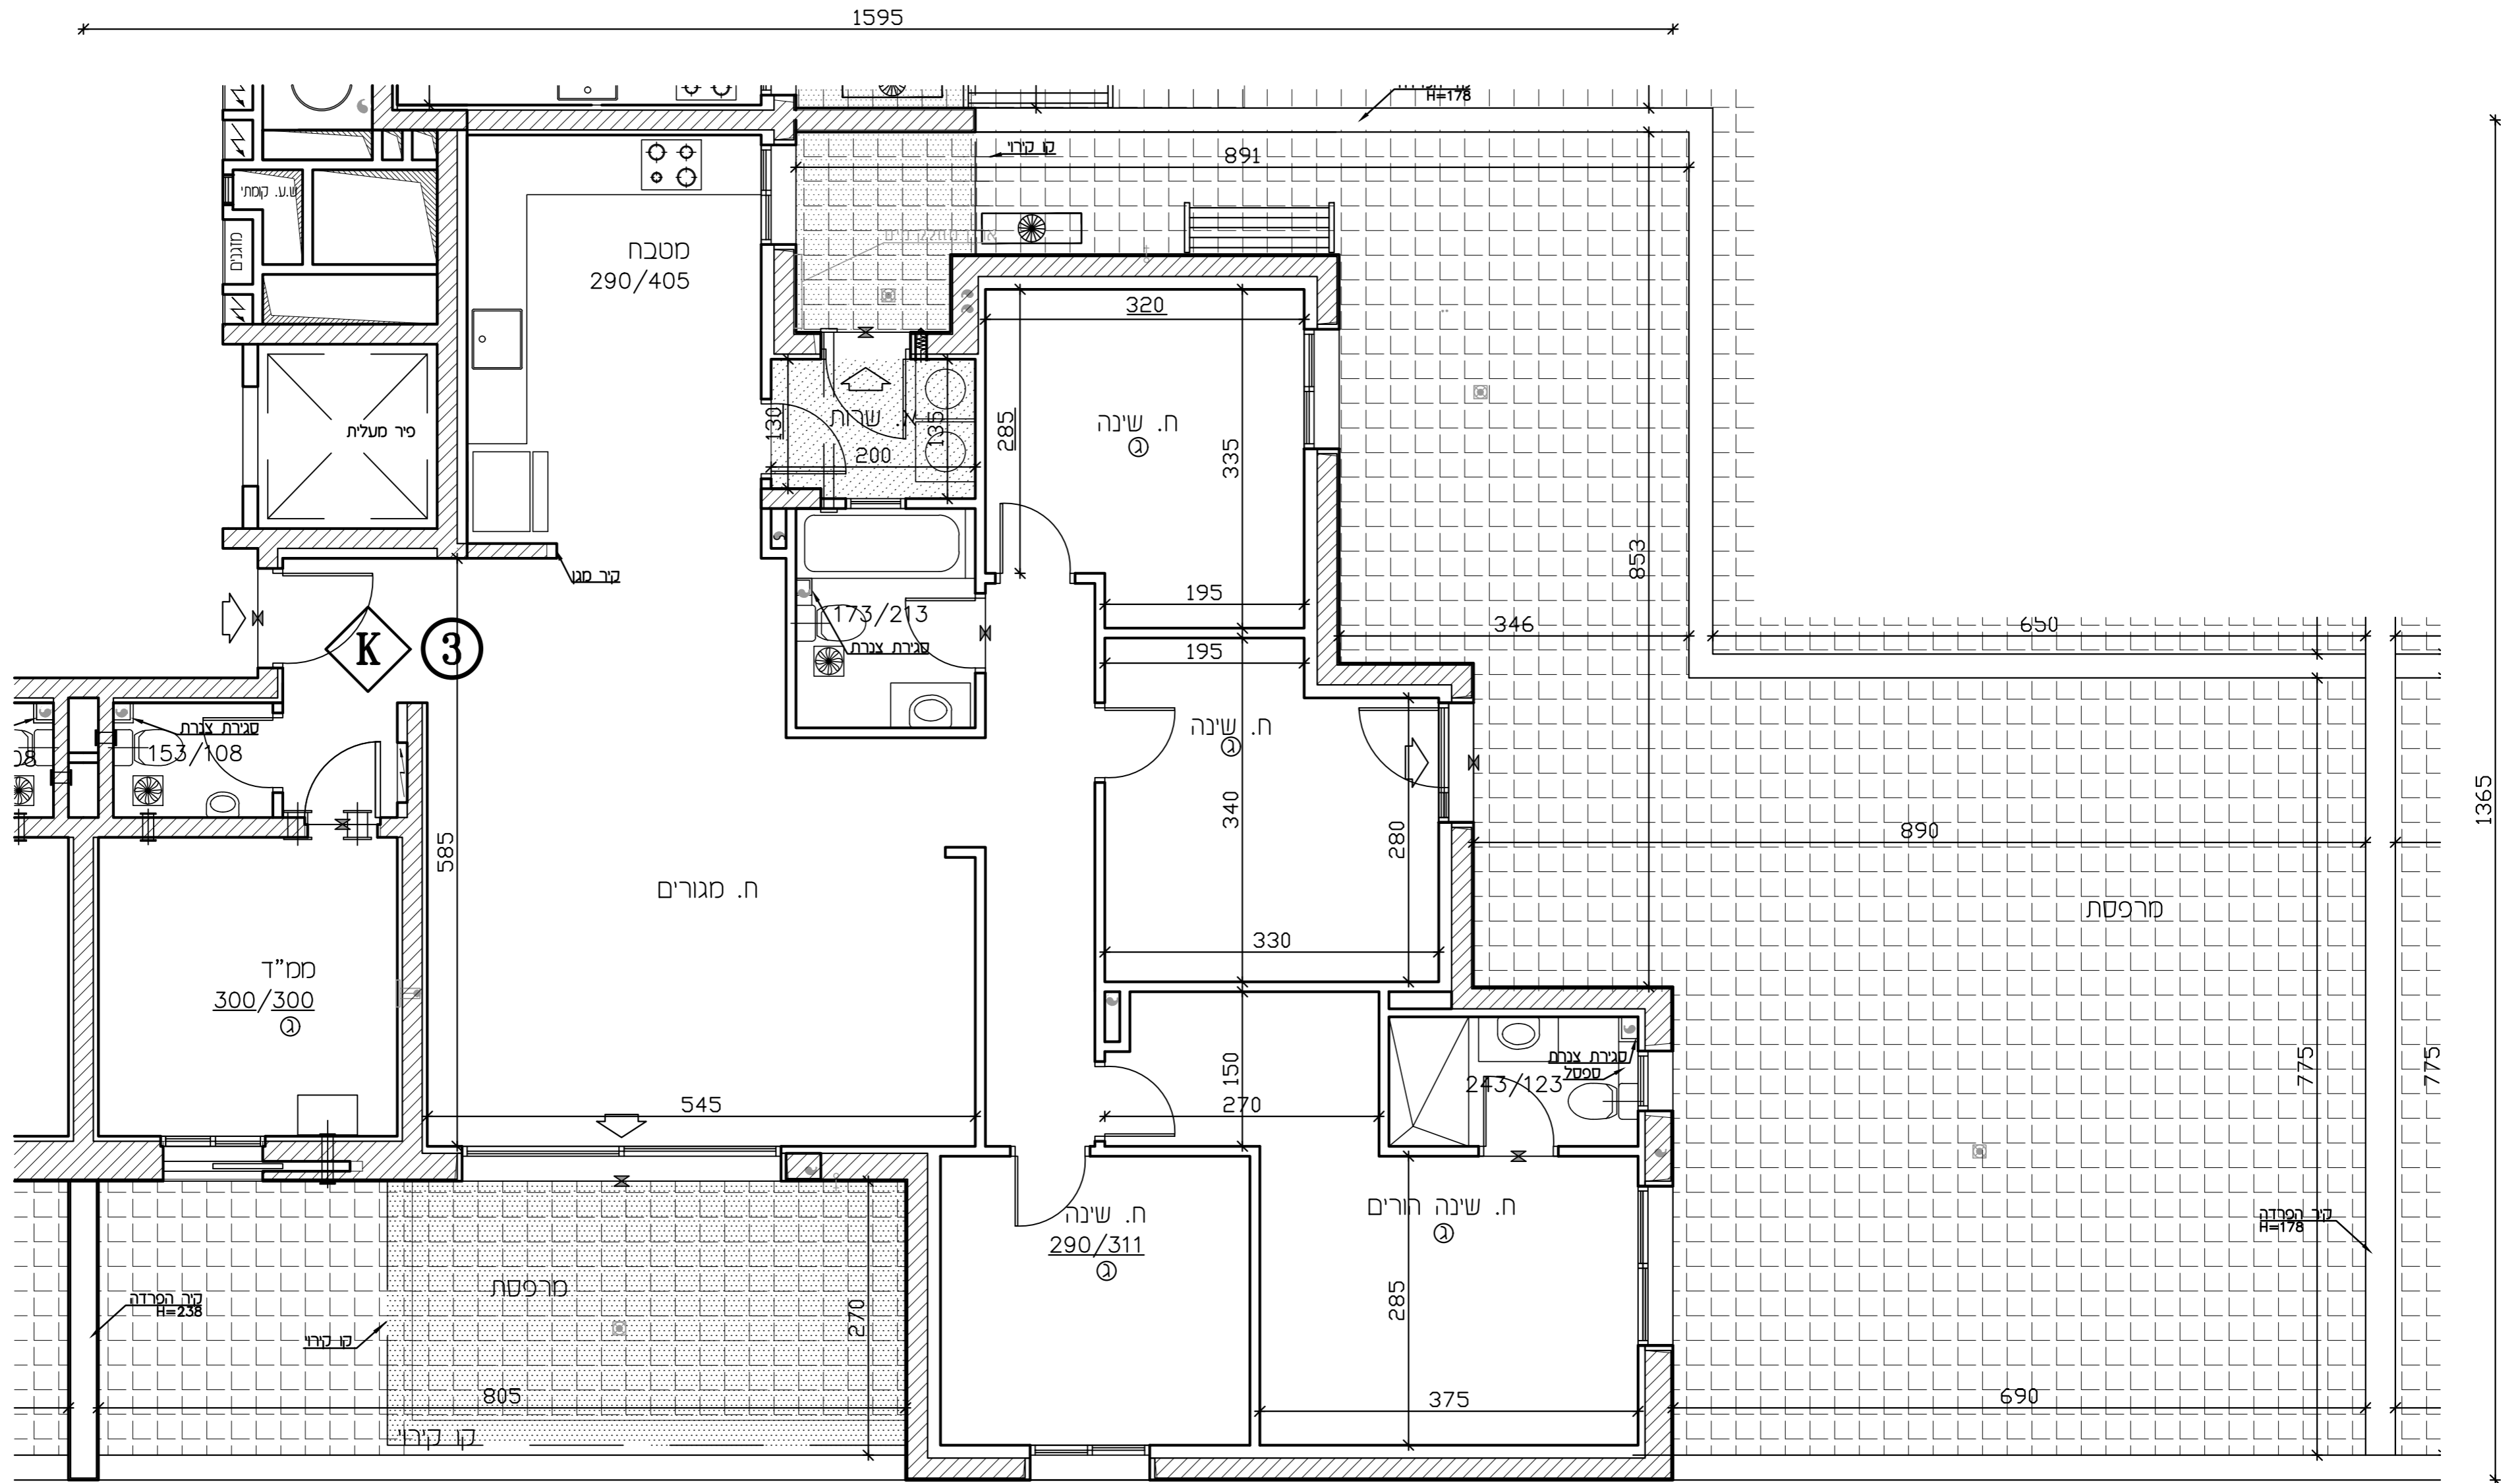 1595
H=178
קו קירוי
891
ש.ע. קומתי
מזגנים
מטבח
290/405
320
פיר מעלית
130
א. שרות
135
200
285
ח. שינה
ג
335
853
קיר מגן
195
346
650
173/213
סגירת צנרת
K
3
195
סגירת צנרת
153/108
08
ח. שינה
ג
340
280
1365
585
890
ח. מגורים
מרפסת
330
ממ"ד
300/300
ג
150
סגירת צנרת
ספסל
243/123
775
775
545
270
ח. שינה
290/311
ג
ח. שינה הורים
ג
קיר הפרדה
H=178
מרפסת
קיר הפרדה
H=238
קו קירוי
270
285
805
375
690
קו קירוי